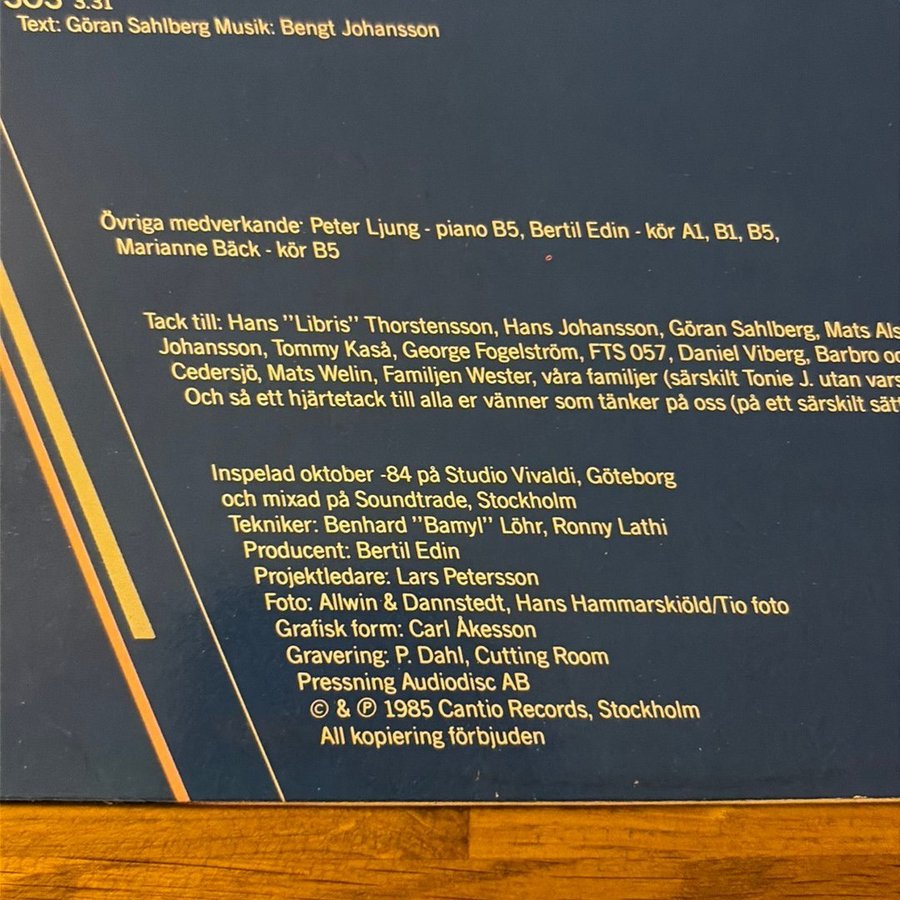 SOS 3.31
Text: Göran Sahlberg Musik: Bengt Johansson
Övriga medverkande: Peter Ljung - piano B5, Bertil Edin - kör A1, B1, B5,
Marianne Bäck - kör B5
Tack till: Hans "Libris" Thorstensson, Hans Johansson, Göran Sahlberg, Mats
Johansson, Tommy Kaså, George Fogelström, FTS 057, Daniel Viberg, Barbro
Cedersjö, Mats Welin, Familjen Wester, våra familjer (särskilt Tonie J. utan
Och så ett hjärtetack till alla er vänner som tänker på oss (på ett särskilt
Inspelad oktober -84 på Studio Vivaldi, Göteborg
och mixad på Soundtrade, Stockholm
Tekniker: Benhard "Bamyl" Löhr, Ronny Lathi
Producent: Bertil Edin
Projektledare: Lars Petersson
Foto: Allwin & Dannstedt, Hans Hammarskiöld/Tio foto
Grafisk form: Carl Åkesson
Gravering: P. Dahl, Cutting Room
Pressning Audiodisc AB
© & ℗ 1985 Cantio Records, Stockholm
All kopiering förbjuden